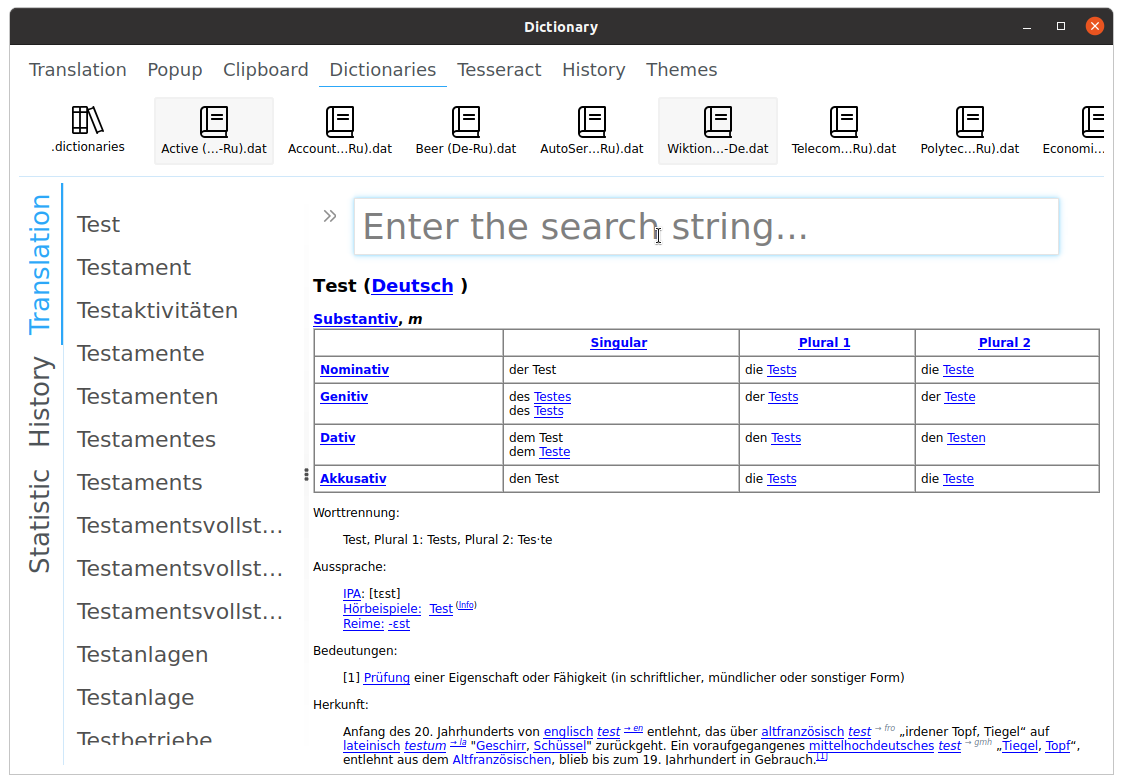 Dictionary
Translation Popup Clipboard Dictionaries Tesseract History Themes
.dictionaries Active (...-Ru).dat Account...Ru).dat Beer (De-Ru).dat AutoSer...Ru).dat Wiktion...-De.dat Telecom...Ru).dat Polytec...Ru).dat Economi...
Translation
History
Statistic
Test
Testament
Testaktivitäten
Testamente
Testamenten
Testamentes
Testaments
Testamentsvollst...
Testamentsvollst...
Testamentsvollst...
Testanlagen
Testanlage
Testbetriebe
» Enter the search string...
Test (Deutsch )
Substantiv, m
Singular Plural 1 Plural 2
Nominativ der Test die Tests die Teste
Genitiv des Testes der Tests der Teste
des Tests
Dativ dem Test den Tests den Testen
dem Teste
Akkusativ den Test die Tests die Teste
Worttrennung:
Test, Plural 1: Tests, Plural 2: Tes·te
Aussprache:
IPA: [tɛst]
Hörbeispiele: Test (Info)
Reime: -ɛst
Bedeutungen:
[1] Prüfung einer Eigenschaft oder Fähigkeit (in schriftlicher, mündlicher oder sonstiger Form)
Herkunft:
Anfang des 20. Jahrhunderts von englisch test → en entlehnt, das über altfranzösisch test → fro „irdener Topf, Tiegel“ auf
lateinisch testum → la "Geschirr, Schüssel" zurückgeht. Ein voraufgegangenes mittelhochdeutsches test → gmh „Tiegel, Topf“,
entlehnt aus dem Altfranzösischen, blieb bis zum 19. Jahrhundert in Gebrauch.[1]